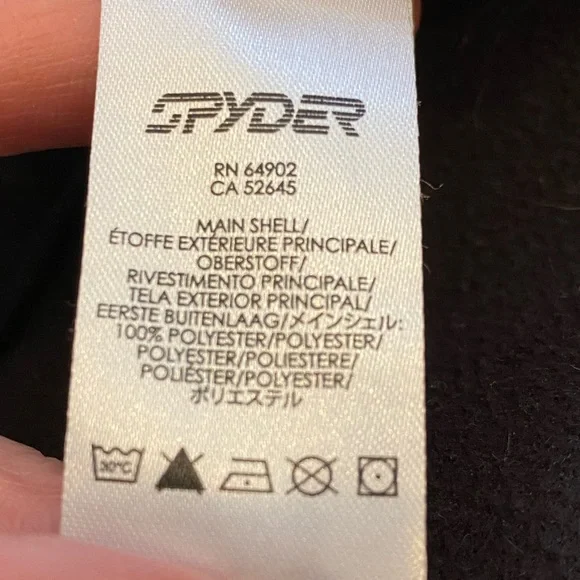 SPYDER
RN 64902
CA 52645
MAIN SHELL/
ÉTOFFE EXTÉRIEURE PRINCIPALE/
OBERSTOFF/
RIVESTIMENTO PRINCIPALE/
TELA EXTERIOR PRINCIPAL/
EERSTE BUITENLAAG/メインシェル:
100% POLYESTER/POLYESTER/
POLYESTER/POLIESTERE/
POLIÉSTER/POLYESTER/
ポリエステル
30°C